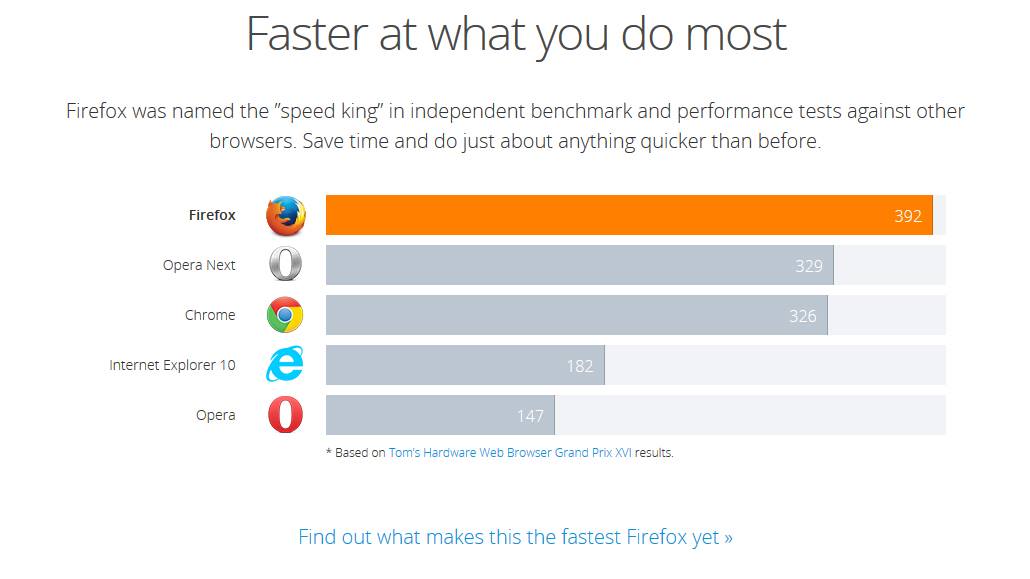 Faster at what you do most
Firefox was named the ”speed king” in independent benchmark and performance tests against other
browsers. Save time and do just about anything quicker than before.
Firefox 392
Opera Next 329
Chrome 326
Internet Explorer 10 182
Opera 147
* Based on Tom's Hardware Web Browser Grand Prix XVI results.
Find out what makes this the fastest Firefox yet »